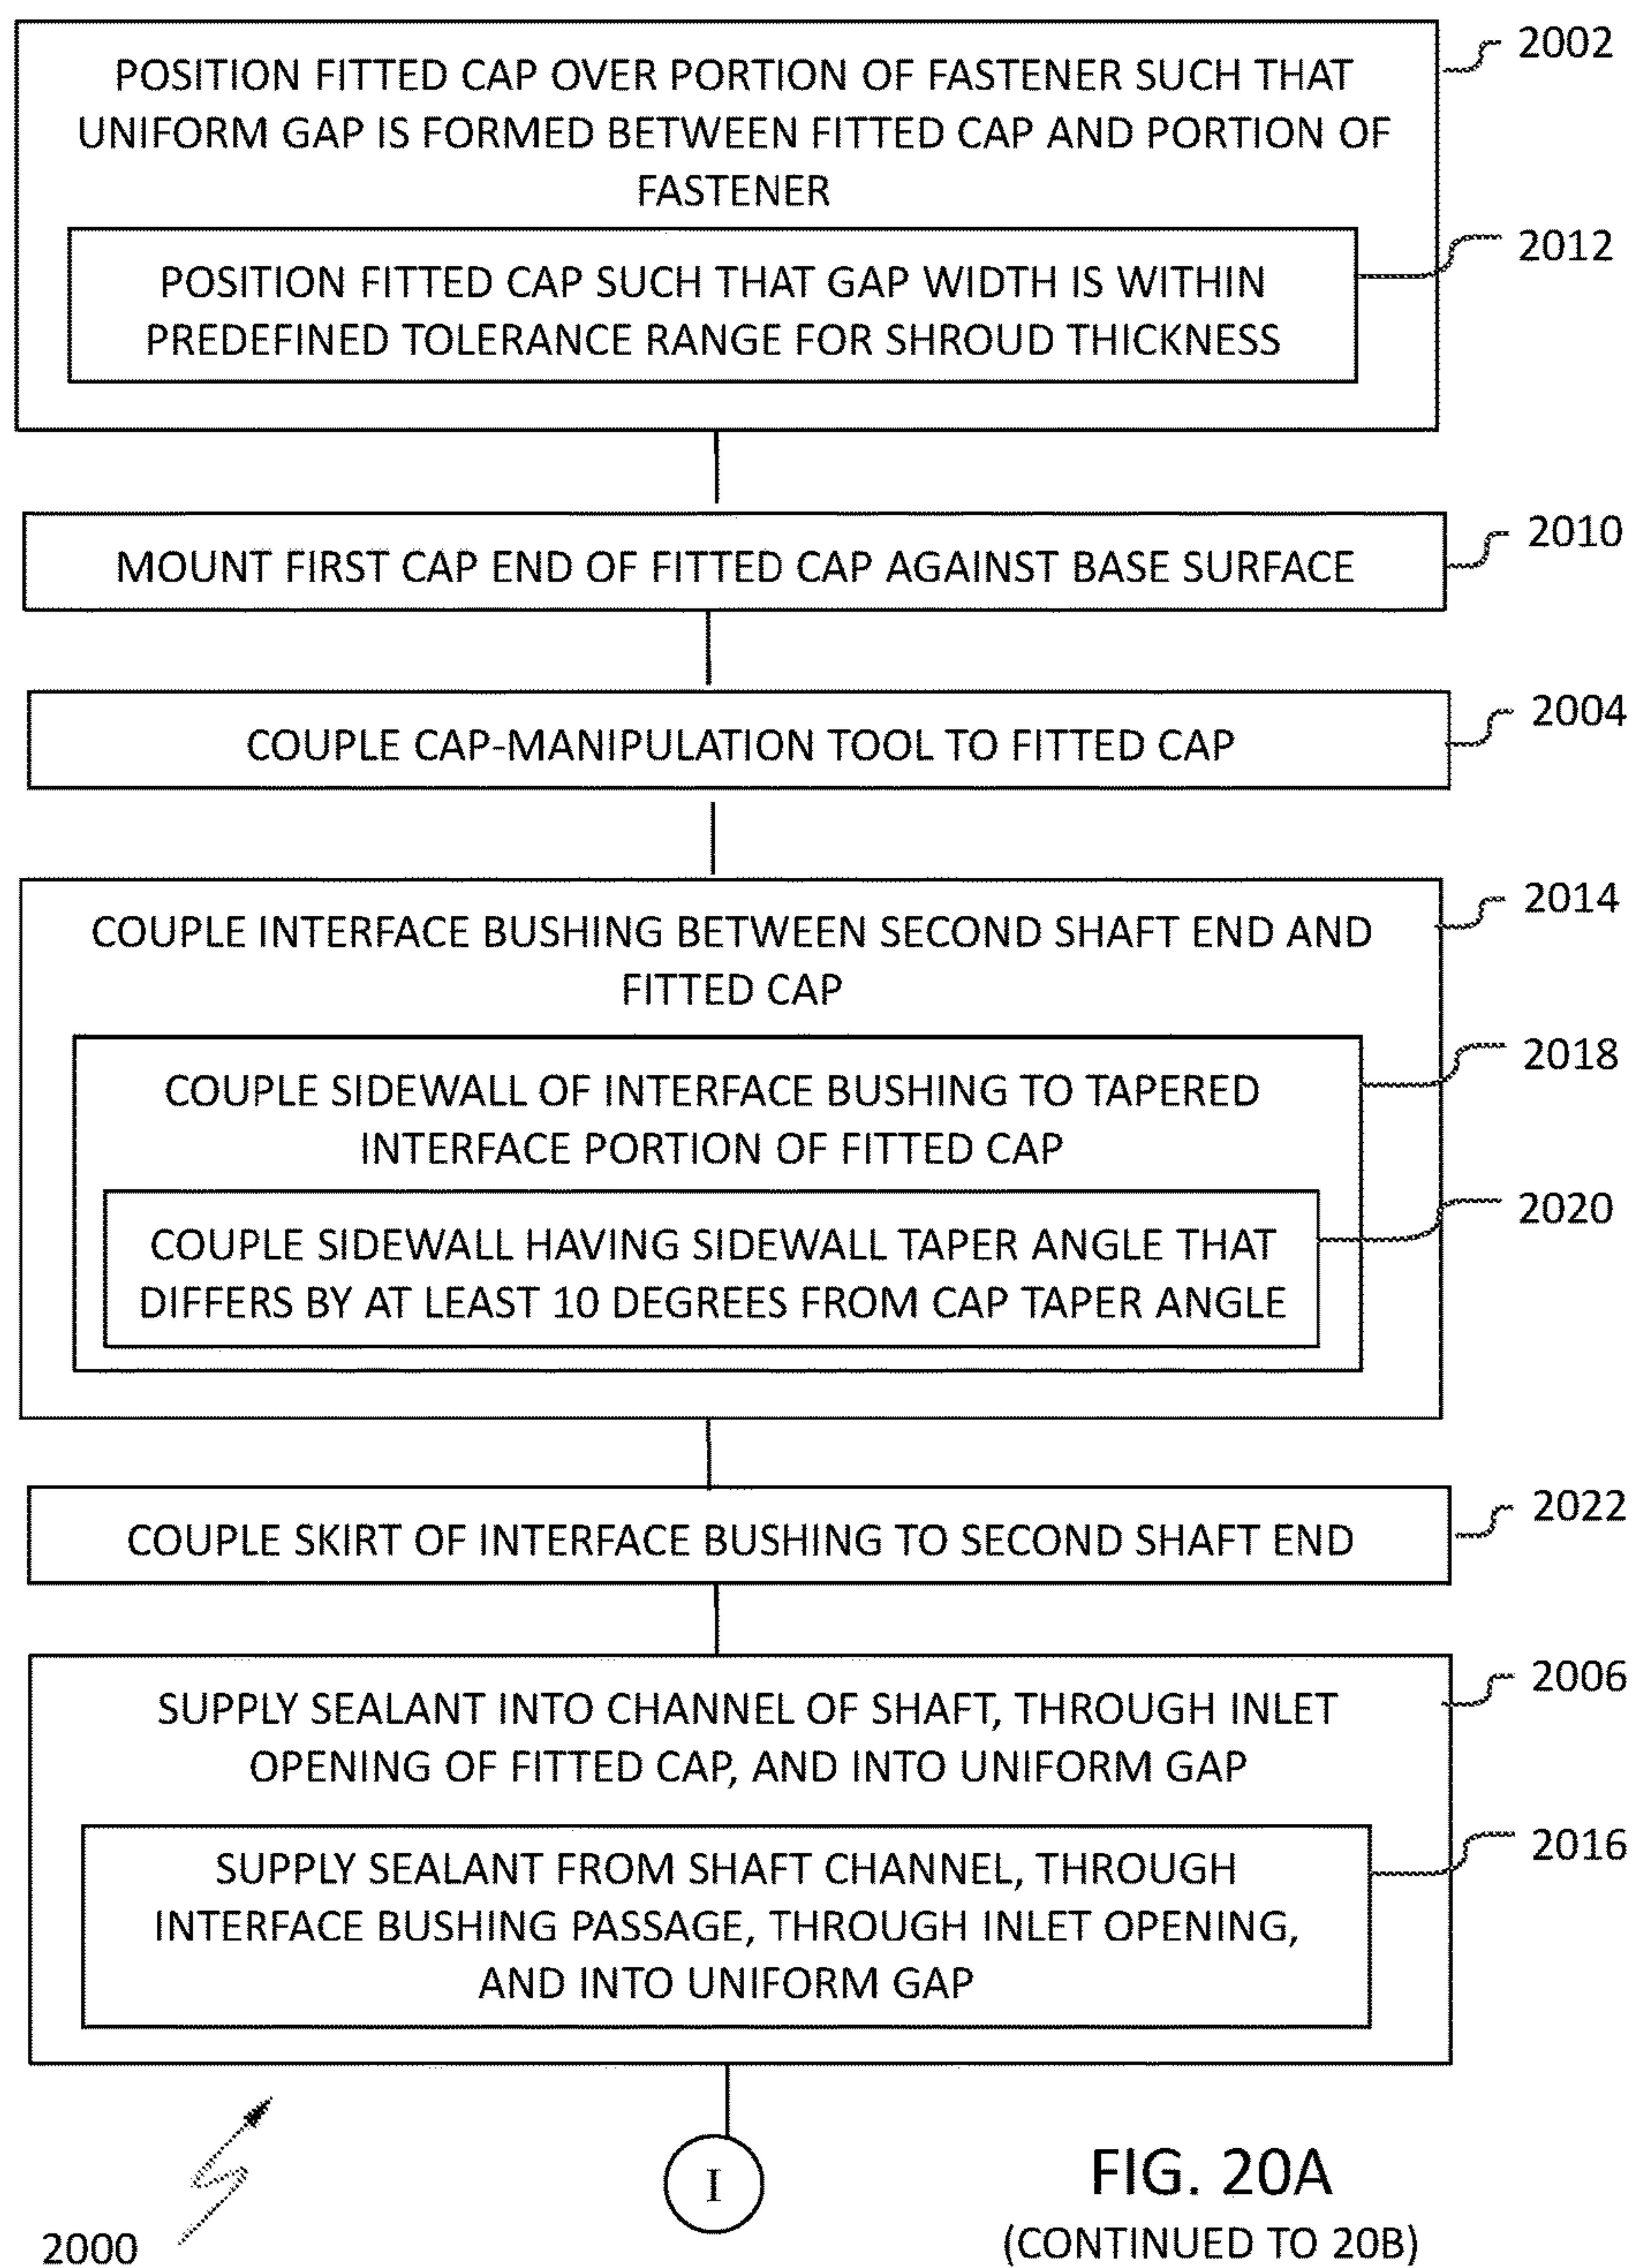 2002
POSITION FITTED CAP OVER PORTION OF FASTENER SUCH THAT
UNIFORM GAP IS FORMED BETWEEN FITTED CAP AND PORTION OF
FASTENER
2012
POSITION FITTED CAP SUCH THAT GAP WIDTH IS WITHIN
PREDEFINED TOLERANCE RANGE FOR SHROUD THICKNESS
2010
MOUNT FIRST CAP END OF FITTED CAP AGAINST BASE SURFACE
2004
COUPLE CAP-MANIPULATION TOOL TO FITTED CAP
2014
COUPLE INTERFACE BUSHING BETWEEN SECOND SHAFT END AND
FITTED CAP
2018
COUPLE SIDEWALL OF INTERFACE BUSHING TO TAPERED
INTERFACE PORTION OF FITTED CAP
2020
COUPLE SIDEWALL HAVING SIDEWALL TAPER ANGLE THAT
DIFFERS BY AT LEAST 10 DEGREES FROM CAP TAPER ANGLE
2022
COUPLE SKIRT OF INTERFACE BUSHING TO SECOND SHAFT END
2006
SUPPLY SEALANT INTO CHANNEL OF SHAFT, THROUGH INLET
OPENING OF FITTED CAP, AND INTO UNIFORM GAP
2016
SUPPLY SEALANT FROM SHAFT CHANNEL, THROUGH
INTERFACE BUSHING PASSAGE, THROUGH INLET OPENING,
AND INTO UNIFORM GAP
I
2000
FIG. 20A
(CONTINUED TO 20B)